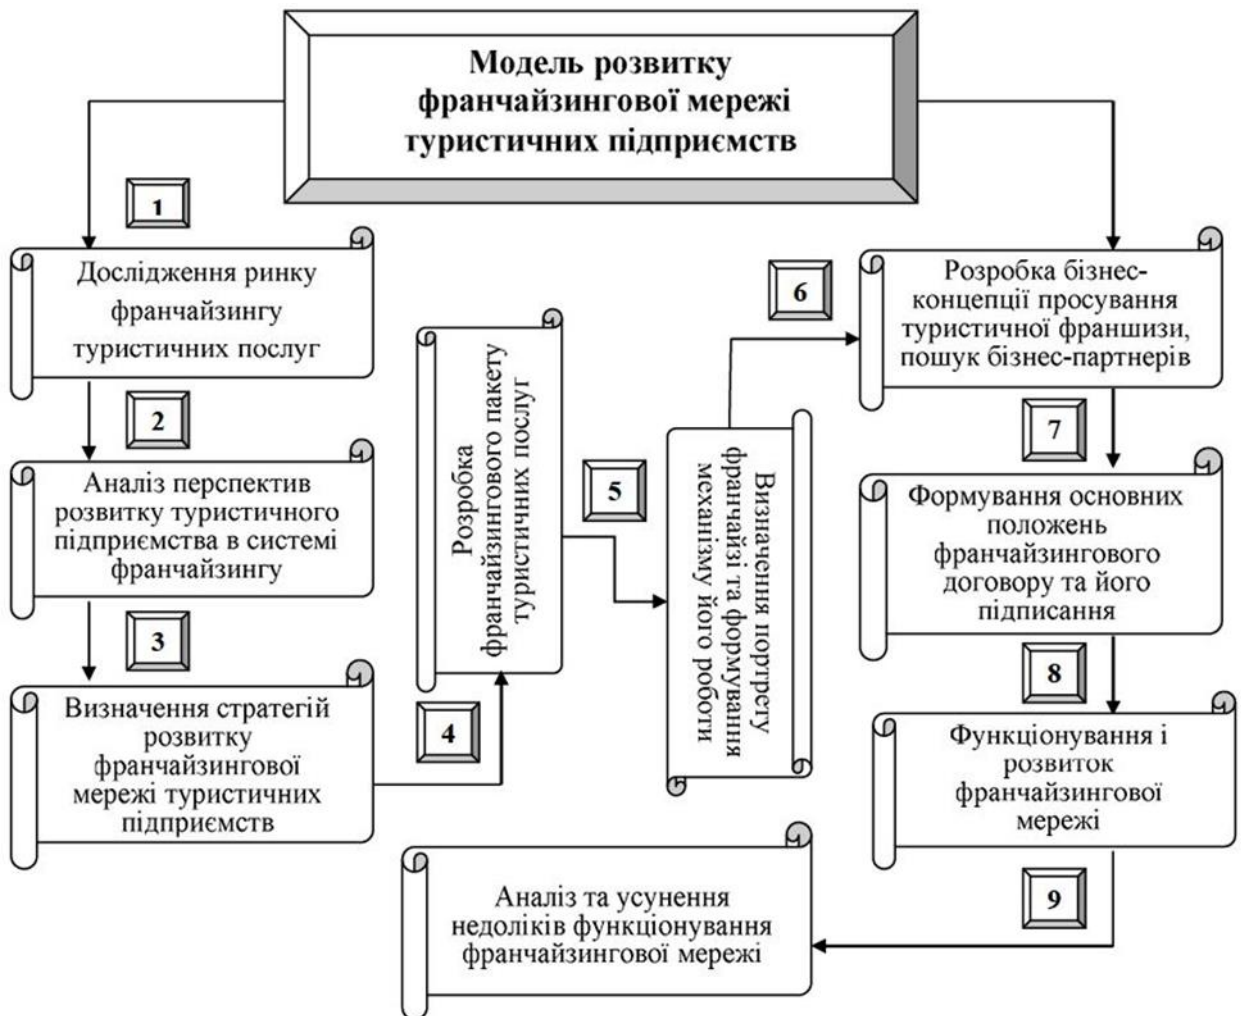 Модель розвитку
франчайзингової мережі
туристичних підприємств
1
Дослідження ринку
франчайзингу
туристичних послуг
2
Аналіз перспектив
розвитку туристичного
підприємства в системі
франчайзингу
3
Визначення стратегій
розвитку
франчайзингової
мережі туристичних
підприємств
4
Розробка
франчайзингового пакету
туристичних послуг
5
Визначення портрету
франчайзі та формування
механізму його роботи
6
Розробка бізнес-
концепції просування
туристичної франшизи,
пошук бізнес-партнерів
7
Формування основних
положень
франчайзингового
договору та його
підписання
8
Функціонування і
розвиток
франчайзингової
мережі
9
Аналіз та усунення
недоліків функціонування
франчайзингової мережі